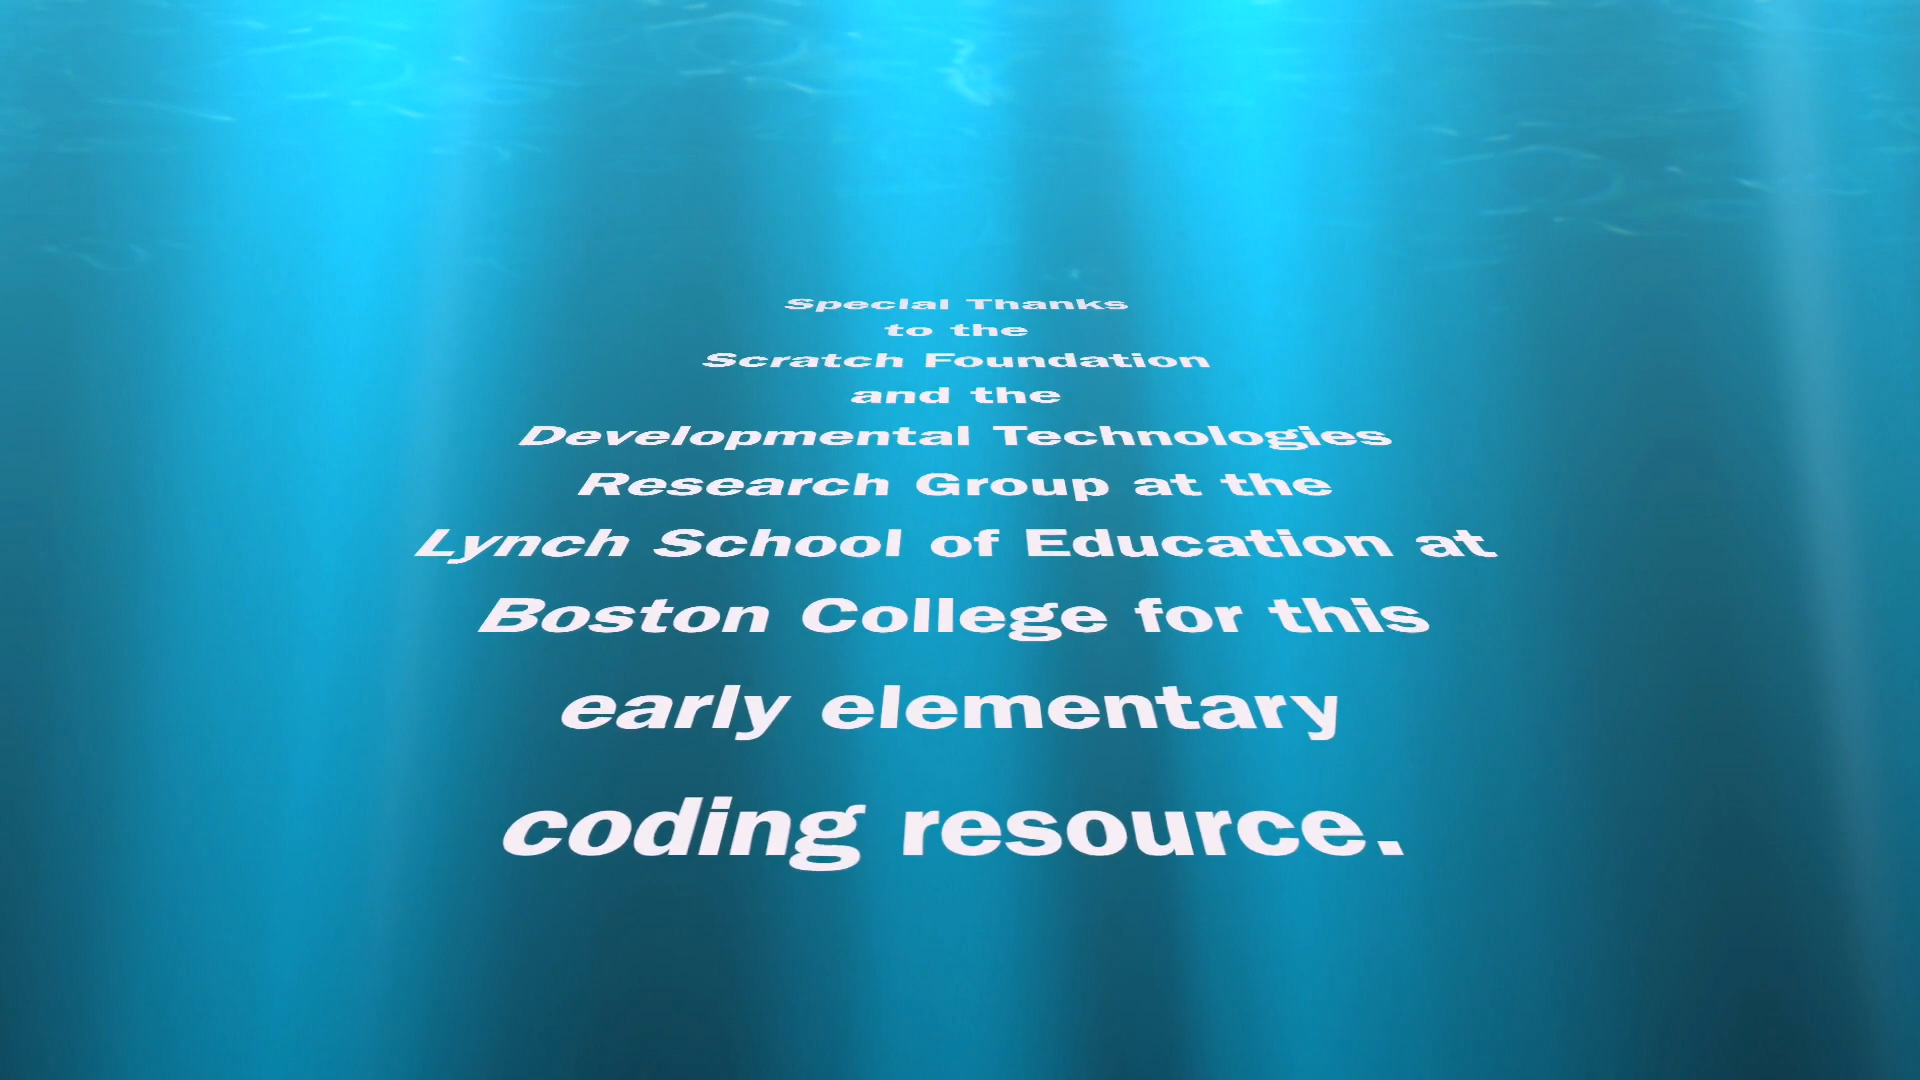 Special Thanks
to the
Scratch Foundation
and the
Developmental Technologies
Research Group at the
Lynch School of Education at
Boston College for this
early elementary
coding resource.